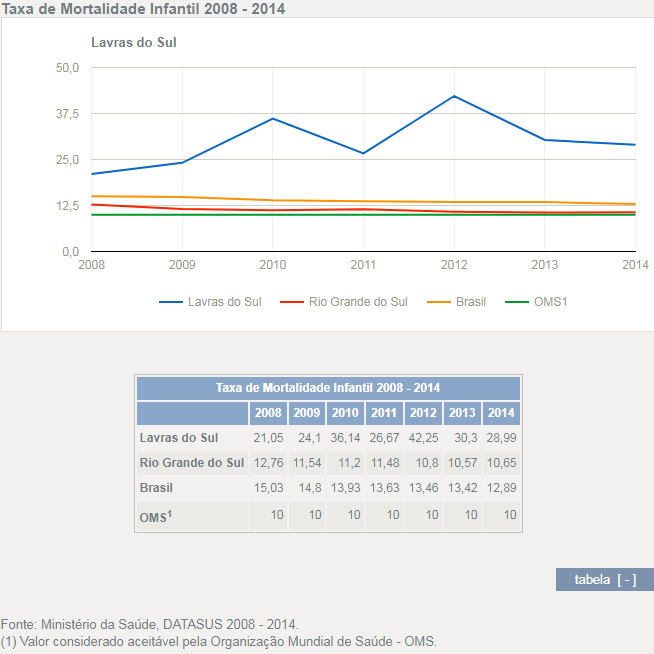 Taxa de Mortalidade Infantil 2008 - 2014
Lavras do Sul
50,0
37,5
25,0
12,5
0,0
2008 2009 2010 2011 2012 2013 2014
Lavras do Sul Rio Grande do Sul Brasil OMS1
Taxa de Mortalidade Infantil 2008 - 2014
2008 2009 2010 2011 2012 2013 2014
Lavras do Sul 21,05 24,1 36,14 26,67 42,25 30,3 28,99
Rio Grande do Sul 12,76 11,54 11,2 11,48 10,8 10,57 10,65
Brasil 15,03 14,8 13,93 13,63 13,46 13,42 12,89
OMS¹ 10 10 10 10 10 10 10
tabela [ - ]
Fonte: Ministério da Saúde, DATASUS 2008 - 2014.
(1) Valor considerado aceitável pela Organização Mundial de Saúde - OMS.